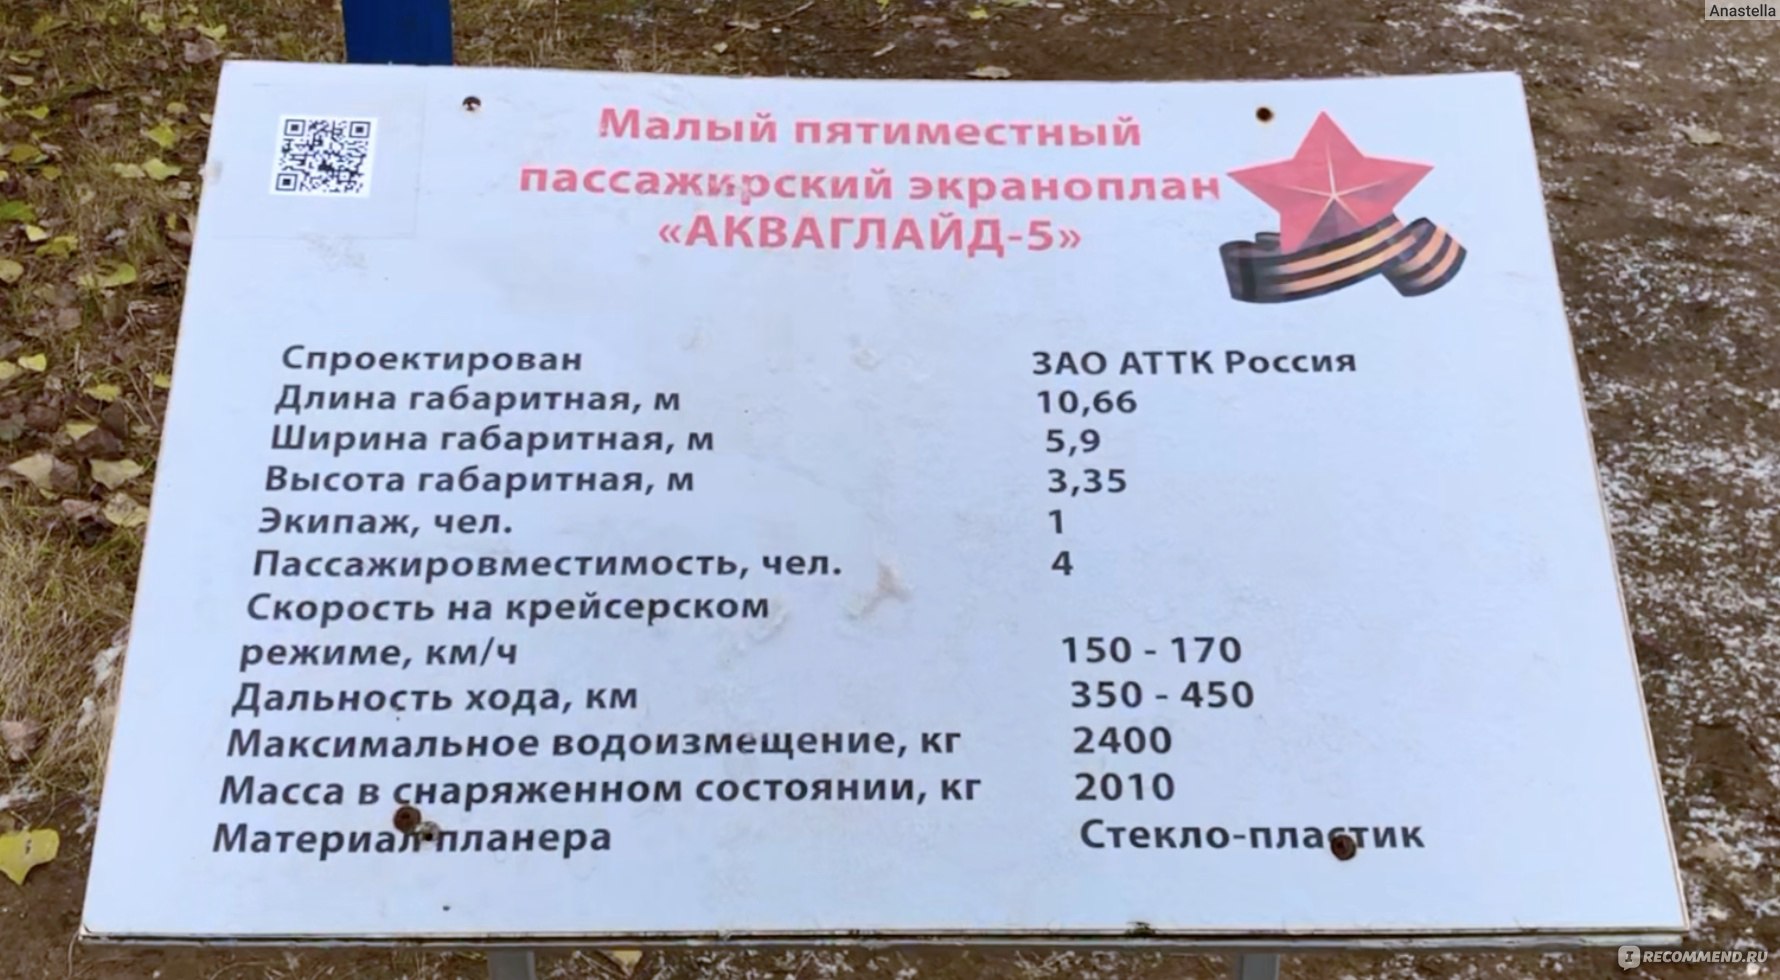 Anastella
Малый пятиместный
пассажирский экраноплан
«АКВАГЛАЙД-5»
Спроектирован ЗАО АТТК Россия
Длина габаритная, м 10,66
Ширина габаритная, м 5,9
Высота габаритная, м 3,35
Экипаж, чел. 1
Пассажировместимость, чел. 4
Скорость на крейсерском
режиме, км/ч 150 - 170
Дальность хода, км 350 - 450
Максимальное водоизмещение, кг 2400
Масса в снаряженном состоянии, кг 2010
Материал планера Стекло-пластик
IRECOMMEND.RU